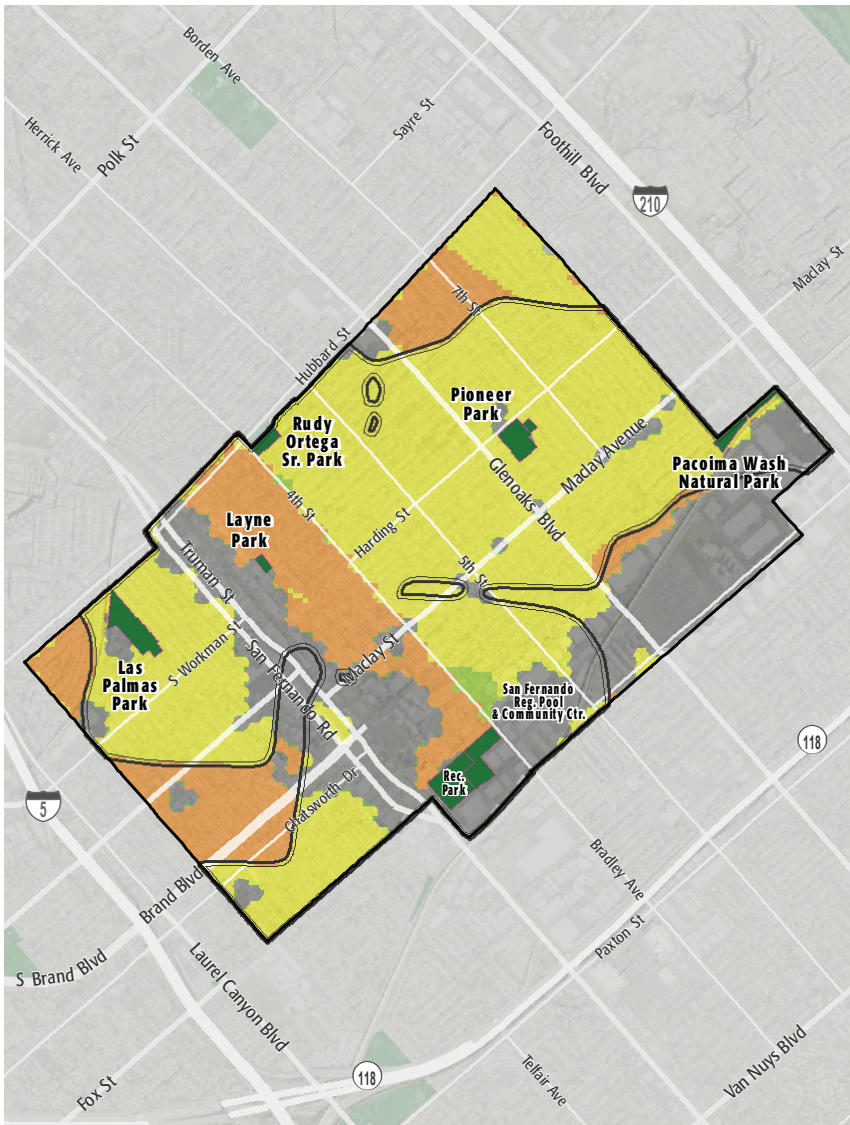 Borden Ave
Herrick Ave
Polk St
Sayre St
Foothill Blvd
210
Maclay St
7th St
Hubbard St
Pioneer
Park
Rudy
Ortega
Sr. Park
Maclay Avenue
Glenoaks Blvd
Pacoima Wash
Natural Park
4th St
Layne
Park
Harding St
5th St
Truman St
S Workman St
San Fernando Rd
Maclay St
Las
Palmas
Park
San Fernando
Reg. Pool
& Community Ctr.
118
Rec.
Park
5
Chatsworth Dr
Brand Blvd
Bradley Ave
Paxton St
S Brand Blvd
Laurel Canyon Blvd
118
Fox St
Telfair Ave
Van Nuys Blvd